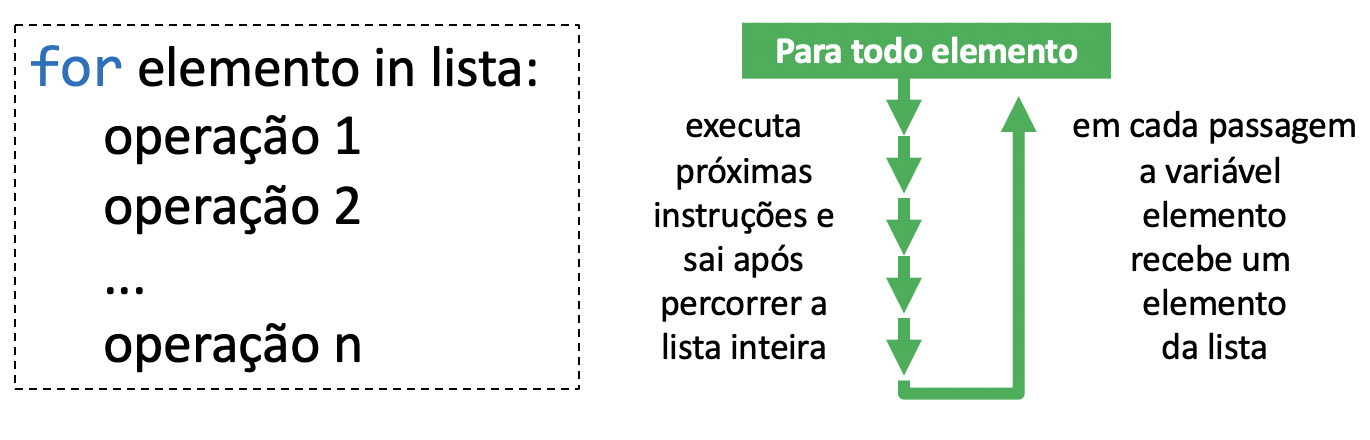 for elemento in lista:
operação 1
operação 2
...
operação n
Para todo elemento
executa
próximas
instruções e
sai após
percorrer a
lista inteira
em cada passagem
a variável
elemento
recebe um
elemento
da lista